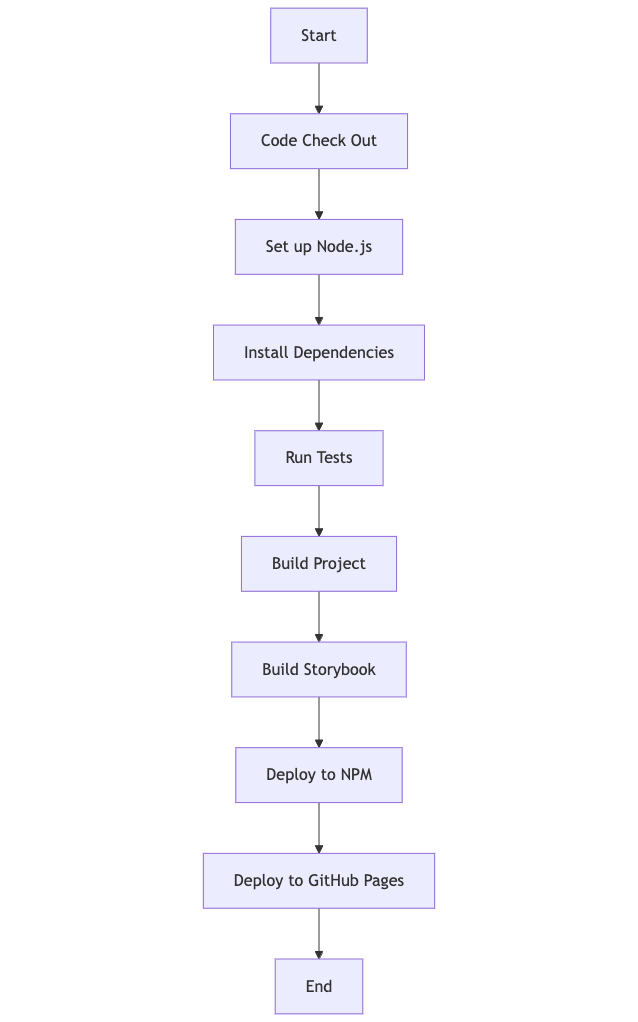 Start
Code Check Out
Set up Node.js
Install Dependencies
Run Tests
Build Project
Build Storybook
Deploy to NPM
Deploy to GitHub Pages
End